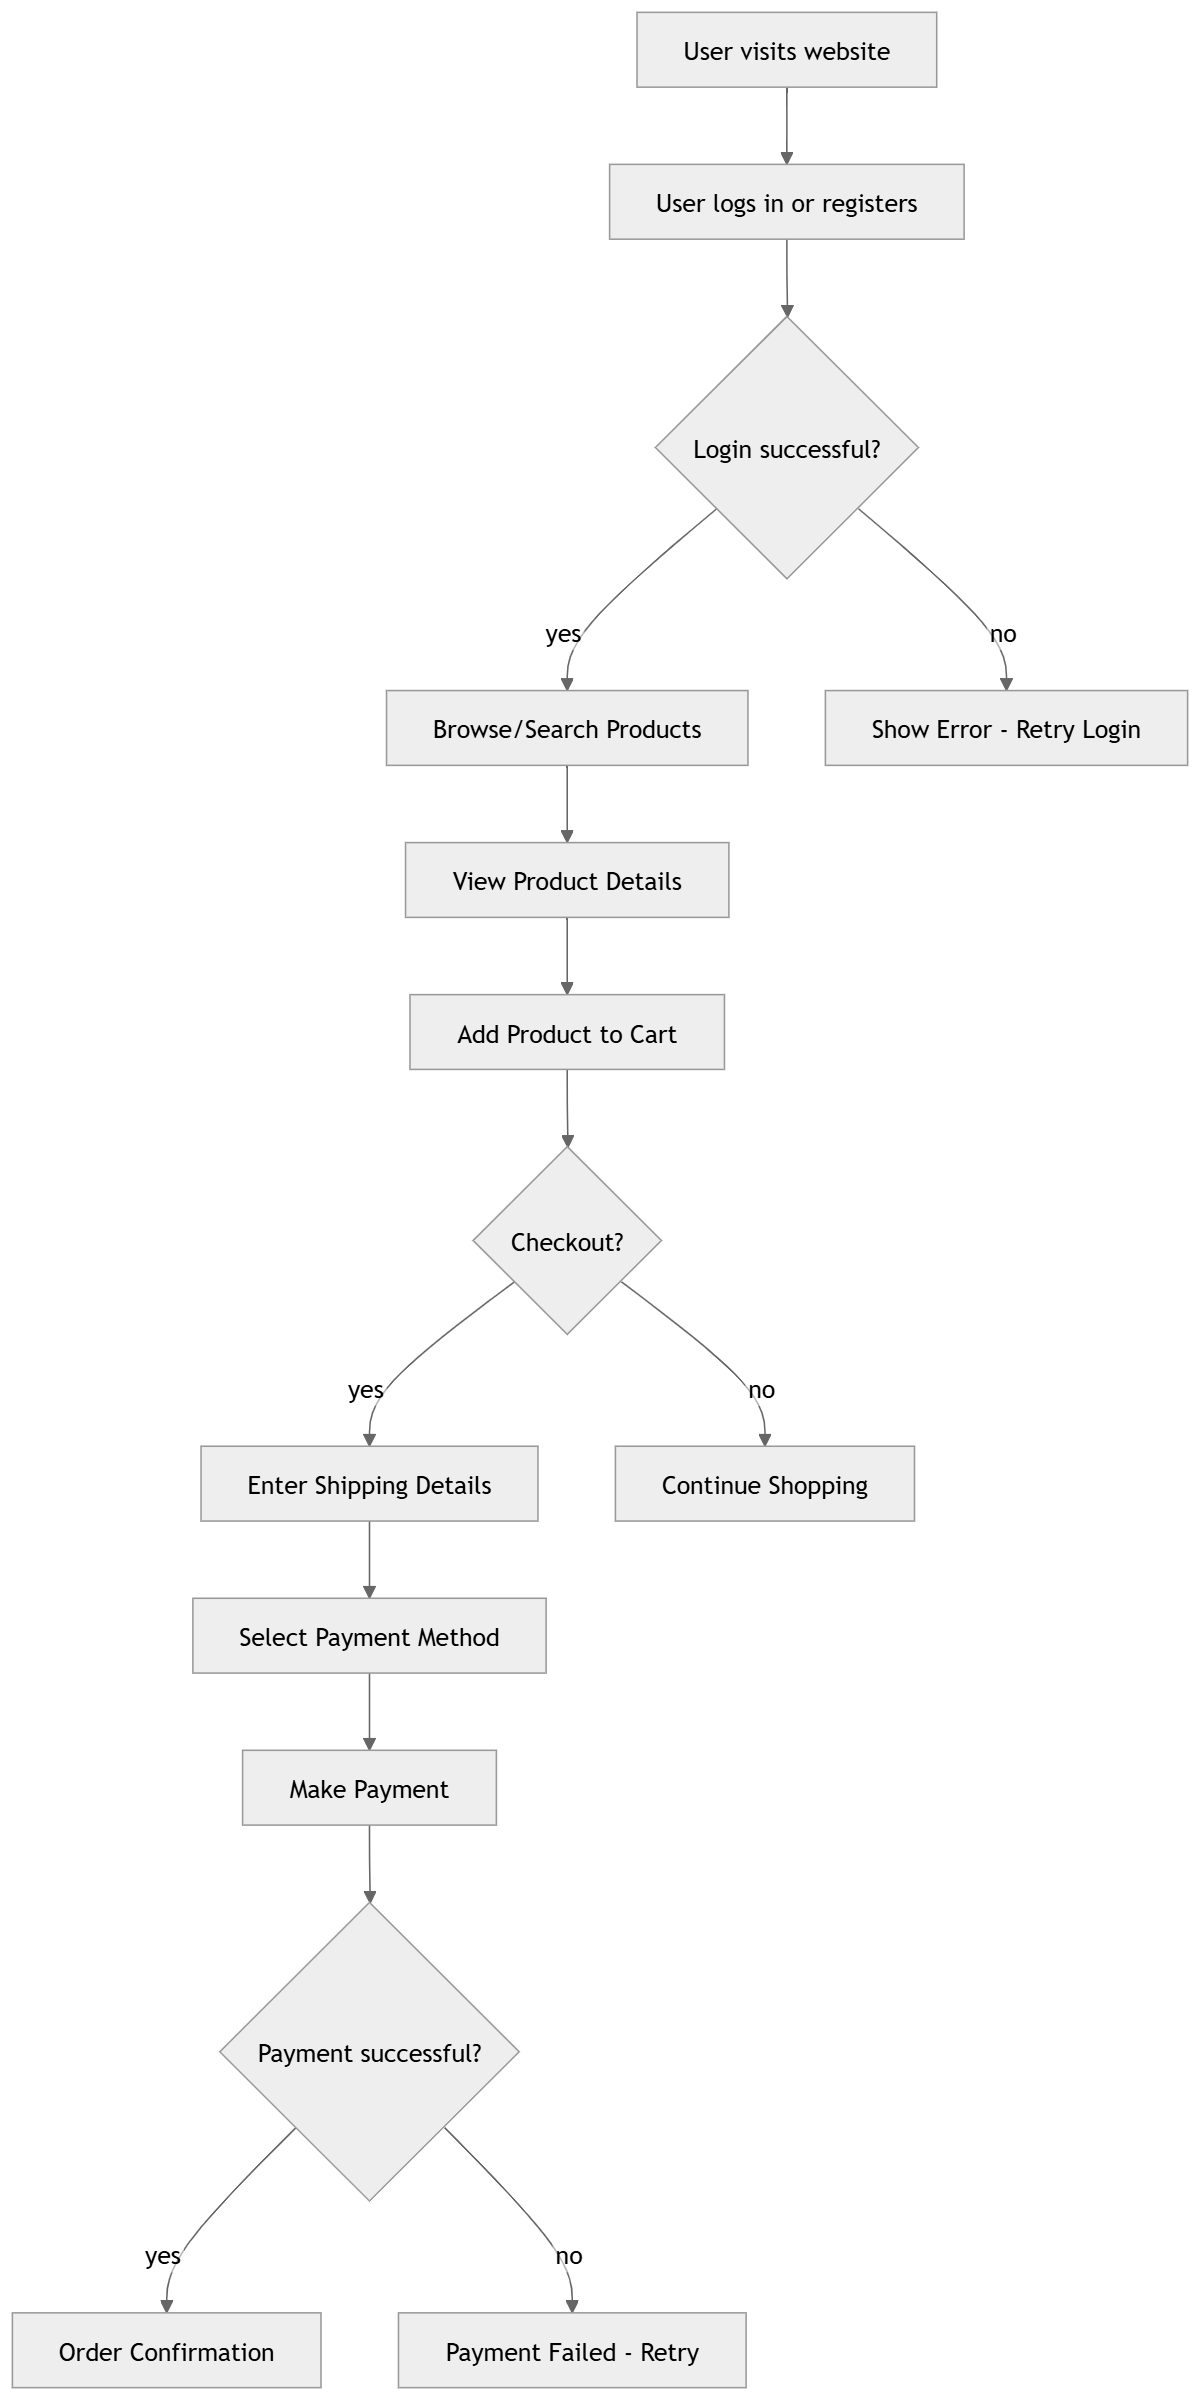 User visits website
User logs in or registers
Login successful?
yes
no
Browse/Search Products
Show Error - Retry Login
View Product Details
Add Product to Cart
Checkout?
yes
no
Enter Shipping Details
Continue Shopping
Select Payment Method
Make Payment
Payment successful?
yes
no
Order Confirmation
Payment Failed - Retry